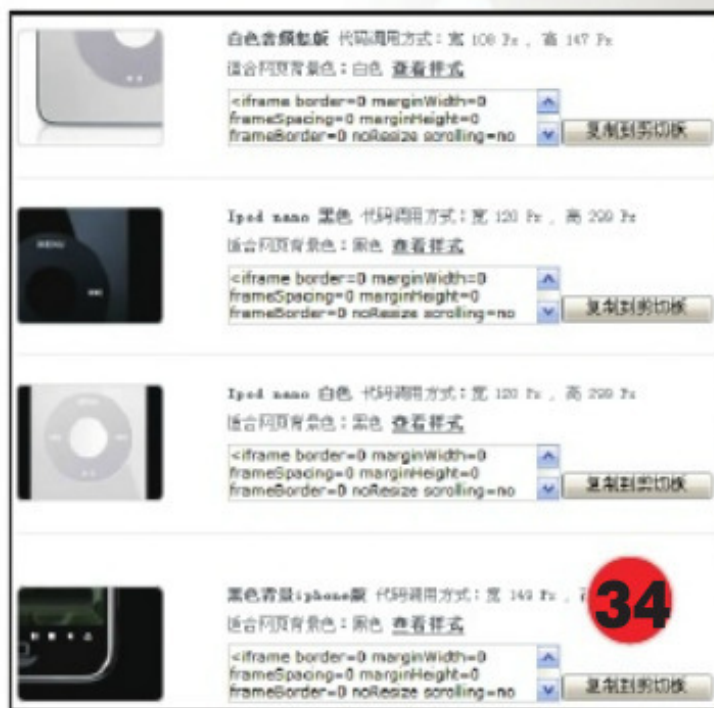 白色音频魅版 代码调用方式：宽 108 Px ，高 147 Px
适合网页背景色：白色 查看样式
<iframe border=0 marginWidth=0
frameSpacing=0 marginHeight=0
frameBorder=0 noResize scrolling=no
复制到剪切板
Ipod nano 黑色 代码调用方式：宽 120 Px ，高 299 Px
MENU
适合网页背景色：黑色 查看样式
<iframe border=0 marginWidth=0
frameSpacing=0 marginHeight=0
frameBorder=0 noResize scrolling=no
复制到剪切板
Ipod nano 白色 代码调用方式：宽 120 Px ，高 299 Px
适合网页背景色：黑色 查看样式
<iframe border=0 marginWidth=0
frameSpacing=0 marginHeight=0
frameBorder=0 noResize scrolling=no
复制到剪切板
黑色背景iphone版 代码调用方式：宽 149 Px ，
34
适合网页背景色：黑色 查看样式
<iframe border=0 marginWidth=0
frameSpacing=0 marginHeight=0
frameBorder=0 noResize scrolling=no
复制到剪切板